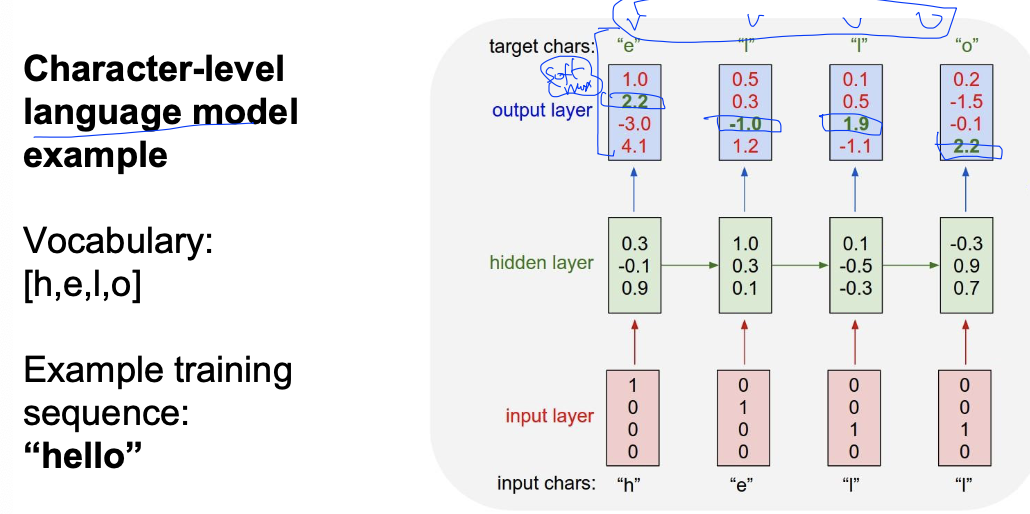 Character-level
language model
example
Vocabulary:
[h,e,l,o]
Example training
sequence:
“hello”
target chars: “e” “l” “l” “o”
soft
max
output layer
1.0 0.5 0.1 0.2
2.2 0.3 0.5 -1.5
-3.0 -1.0 1.9 -0.1
4.1 1.2 -1.1 2.2
hidden layer
0.3 1.0 0.1 -0.3
-0.1 0.3 -0.5 0.9
0.9 0.1 -0.3 0.7
input layer
1 0 0 0
0 1 0 0
0 0 1 1
0 0 0 0
input chars: “h” “e” “l” “l”